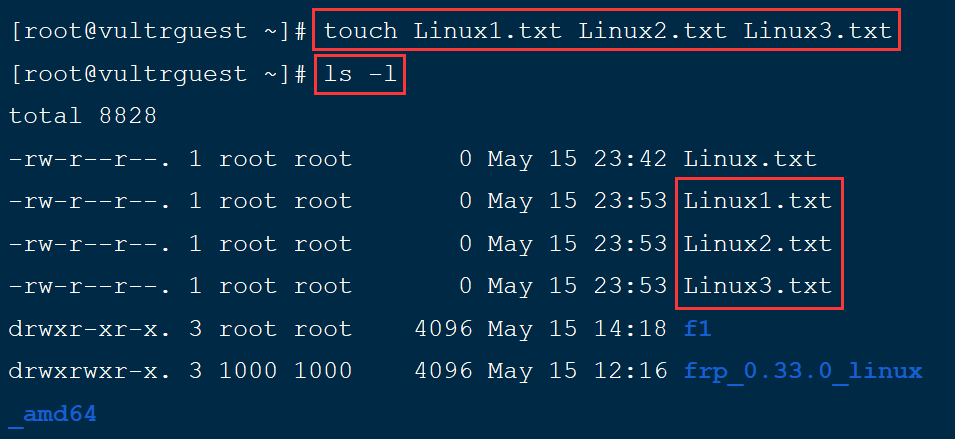 [root@vultrguest ~]# touch Linux1.txt Linux2.txt Linux3.txt
[root@vultrguest ~]# ls -l
total 8828
-rw-r--r--. 1 root root       0 May 15 23:42 Linux.txt
-rw-r--r--. 1 root root       0 May 15 23:53 Linux1.txt
-rw-r--r--. 1 root root       0 May 15 23:53 Linux2.txt
-rw-r--r--. 1 root root       0 May 15 23:53 Linux3.txt
drwxr-xr-x. 3 root root    4096 May 15 14:18 f1
drwxrwxr-x. 3 1000 1000    4096 May 15 12:16 frp_0.33.0_linux
_amd64